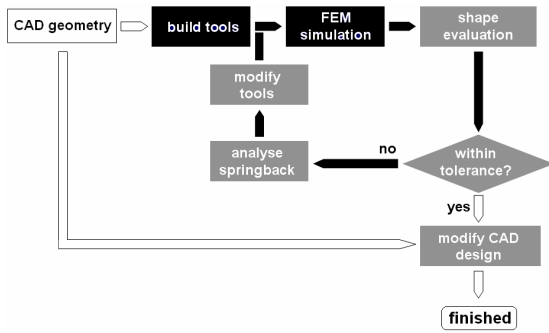 CAD geometry
build tools
FEM
simulation
shape
evaluation
modify
tools
analyse
springback
no
within
tolerance?
yes
modify CAD
design
finished